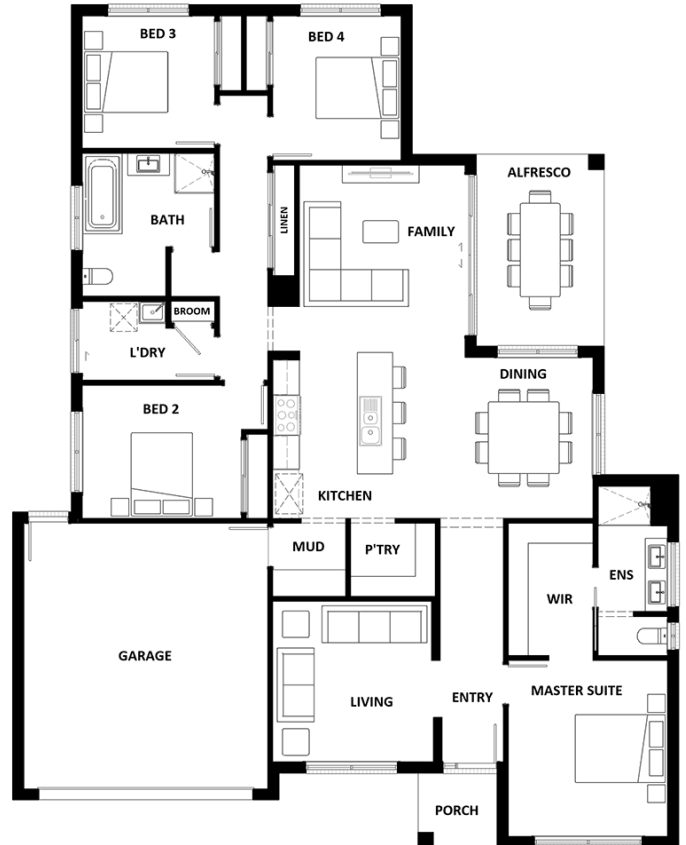 BED 3
BED 4
ALFRESCO
BATH
LINEN
FAMILY
BROOM
L'DRY
DINING
BED 2
KITCHEN
MUD
P'TRY
ENS
WIR
GARAGE
MASTER SUITE
LIVING
ENTRY
PORCH